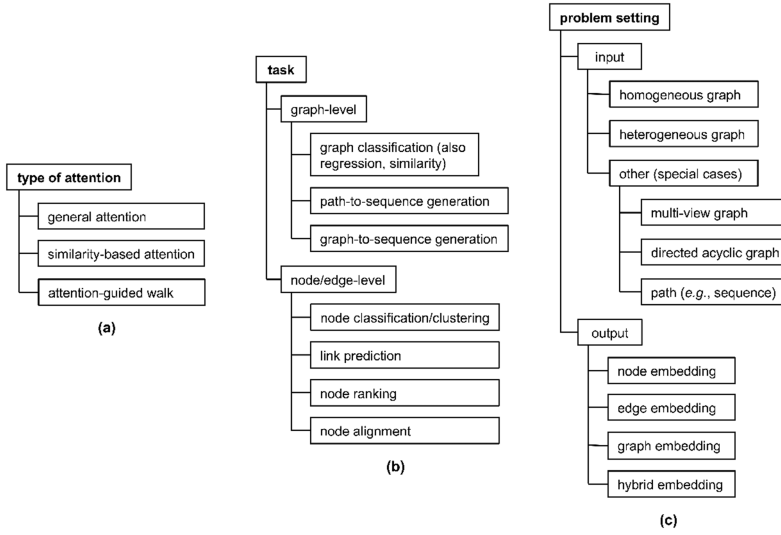 type of attention
general attention
similarity-based attention
attention-guided walk
(a)
task
graph-level
graph classification (also
regression, similarity)
path-to-sequence generation
graph-to-sequence generation
node/edge-level
node classification/clustering
link prediction
node ranking
node alignment
(b)
problem setting
input
homogeneous graph
heterogeneous graph
other (special cases)
multi-view graph
directed acyclic graph
path (e.g., sequence)
output
node embedding
edge embedding
graph embedding
hybrid embedding
(c)